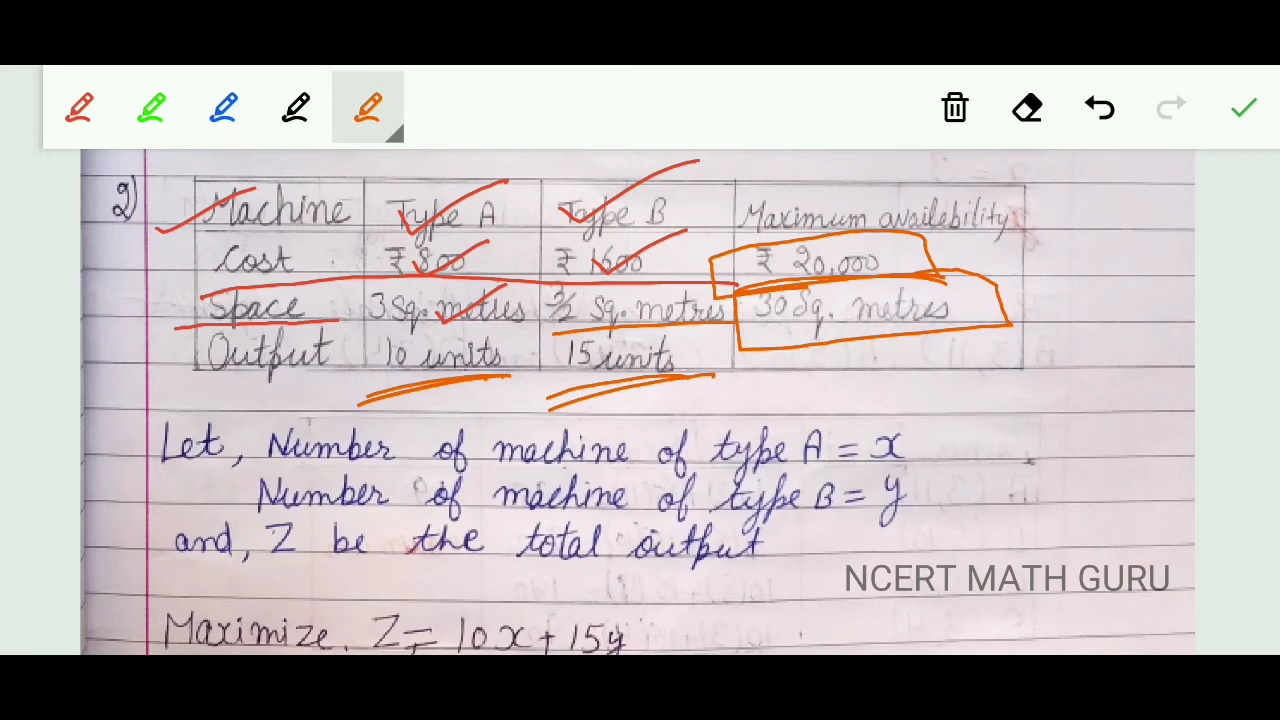 2)
Machine Type A Type B Maximum availebility
Cost ₹ 800 ₹ 1600 ₹ 20,000
Space 3 Sq. metres 3/2 Sq. metres 30 Sq. metres
Output 10 units 15 units
Let, Number of machine of type A = x
Number of machine of type B = y
and, Z be the total output
NCERT MATH GURU
Maximize Z = 10x + 15y